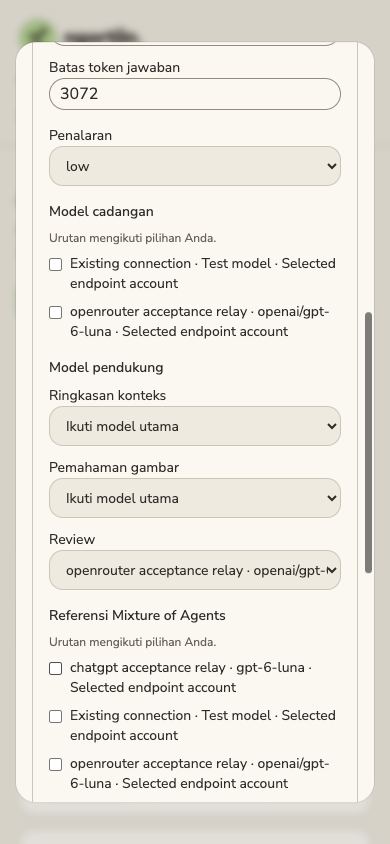 Batas token jawaban
3072
Penalaran
low
Model cadangan
Urutan mengikuti pilihan Anda.
Existing connection · Test model · Selected
endpoint account
openrouter acceptance relay · openai/gpt-
6-luna · Selected endpoint account
Model pendukung
Ringkasan konteks
Ikuti model utama
Pemahaman gambar
Ikuti model utama
Review
openrouter acceptance relay · openai/gpt-
Referensi Mixture of Agents
Urutan mengikuti pilihan Anda.
chatgpt acceptance relay · gpt-6-luna ·
Selected endpoint account
Existing connection · Test model · Selected
endpoint account
openrouter acceptance relay · openai/gpt-
6-luna · Selected endpoint account